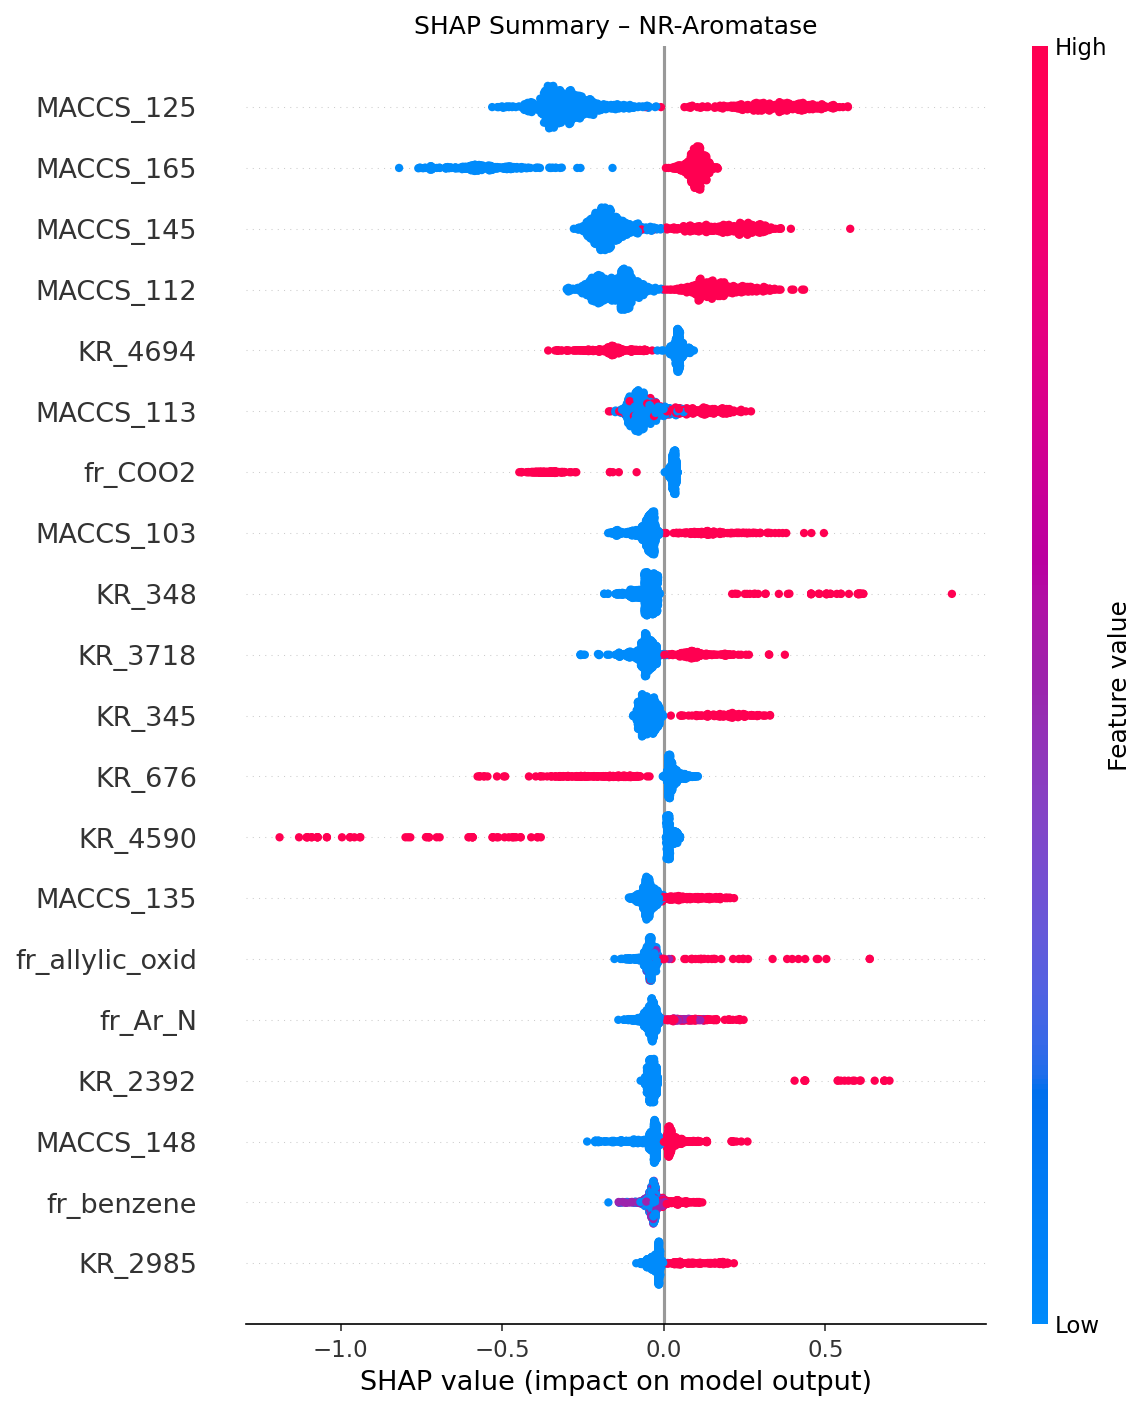 SHAP Summary – NR-Aromatase
High
MACCS_125
MACCS_165
MACCS_145
MACCS_112
KR_4694
MACCS_113
fr_COO2
MACCS_103
KR_348
KR_3718
KR_345
KR_676
KR_4590
MACCS_135
fr_allylic_oxid
fr_Ar_N
KR_2392
MACCS_148
fr_benzene
KR_2985
Feature value
Low
−1.0 −0.5 0.0 0.5
SHAP value (impact on model output)